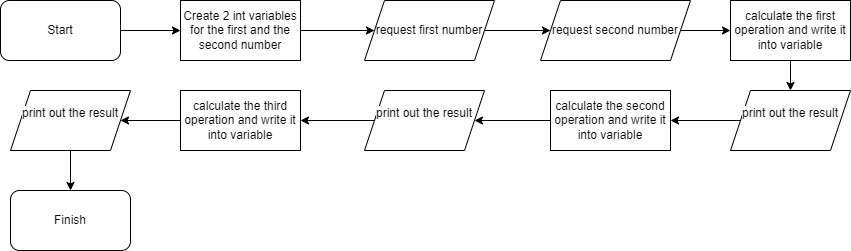 Start
Create 2 int variables
for the first and the
second number
request first number
request second number
calculate the first
operation and write it
into variable
print out the result
calculate the second
operation and write it
into variable
print out the result
calculate the third
operation and write it
into variable
print out the result
Finish